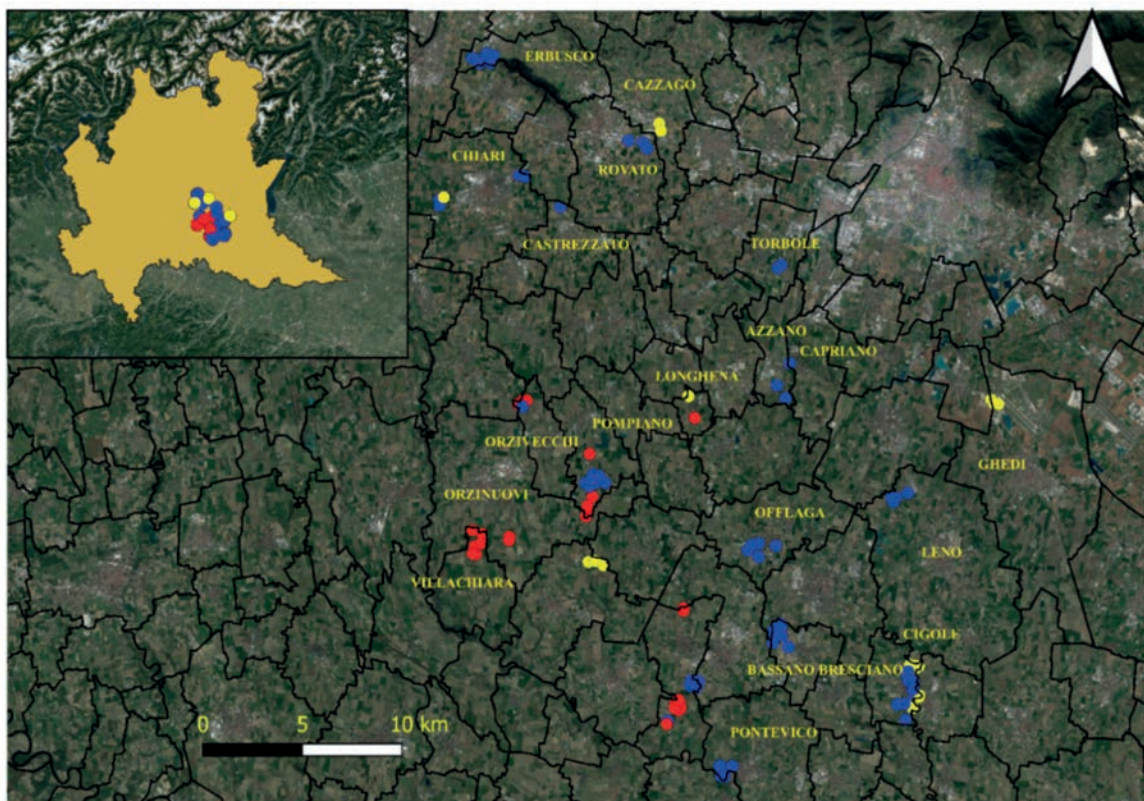 ERBUSCO
CAZZAGO
CHIARI
ROVATO
CASTREZZATO
TORBOLE
AZZANO
CAPRIANO
LONGHENA
POMPIANO
ORZIVECCHI
GHEDI
ORZINUOVI
OFFLAGA
LENO
VILLACHIARA
CIGOLE
BASSANO BRESCIANO
PONTEVICO
0 5 10 km